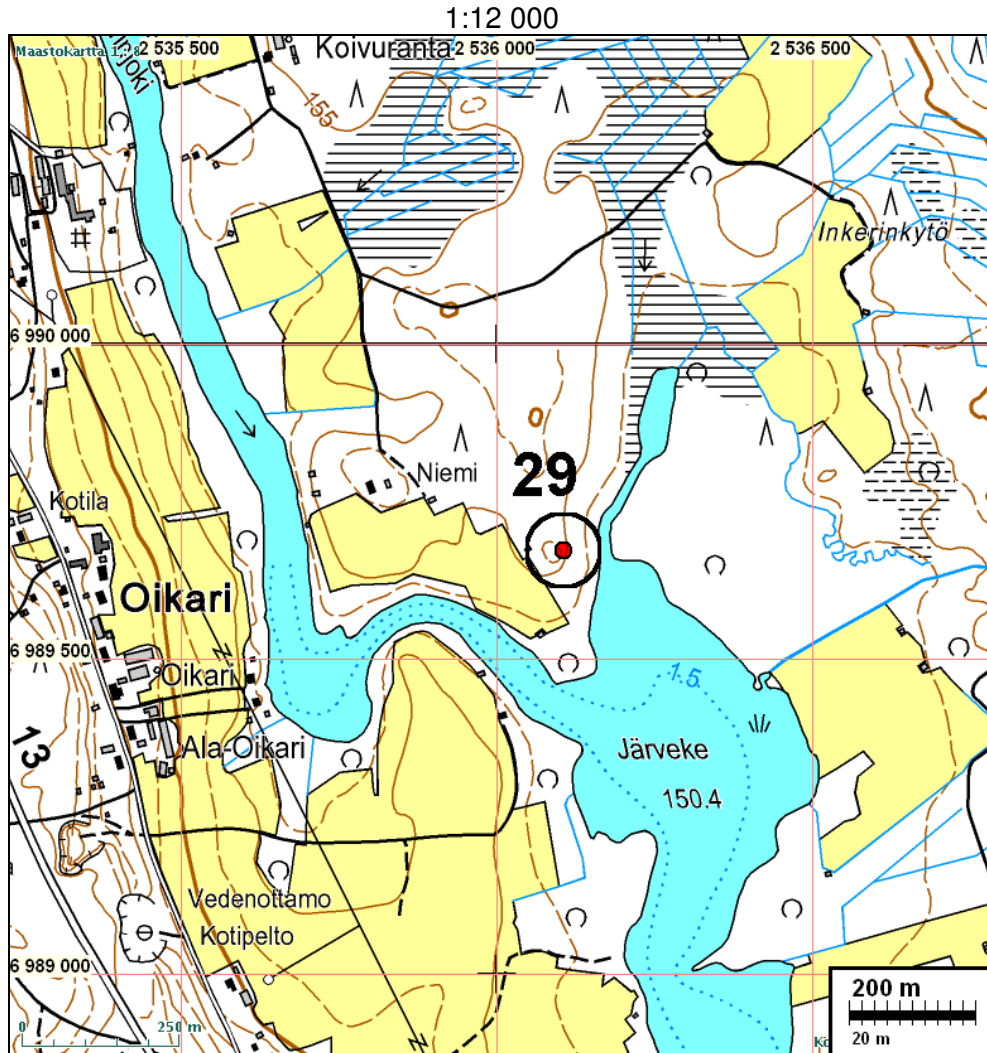 1:12 000
Maastokartta 1:8
2 535 500
Koivuranta
2 536 000
2 536 500
155
Inkerinkytö
6 990 000
Niemi
29
Kotila
Oikari
6 989 500
Oikari
1.5
13
Ala-Oikari
Järveke
150.4
Vedenottamo
Kotipelto
6 989 000
200 m
0 250 m
20 m